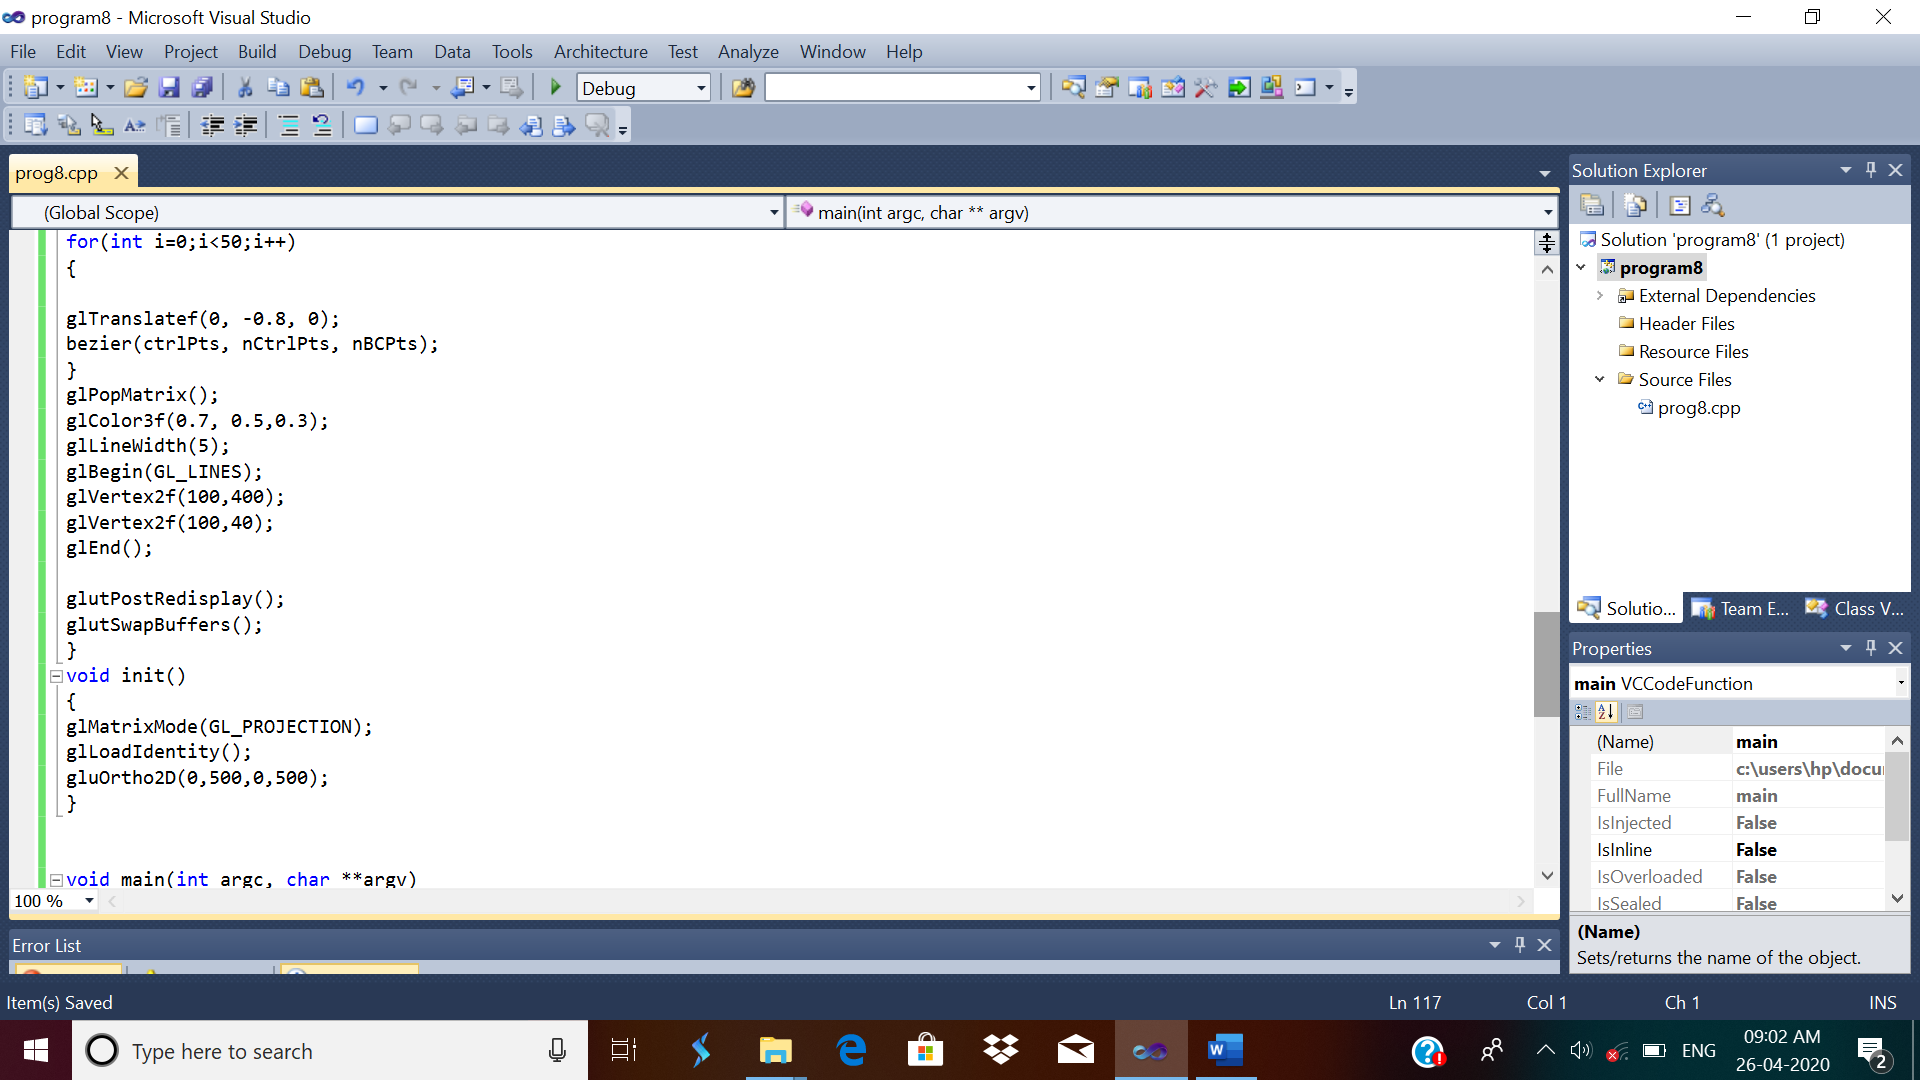 program8 - Microsoft Visual Studio
File Edit View Project Build Debug Team Data Tools Architecture Test Analyze Window Help
Debug
prog8.cpp
(Global Scope)
main(int argc, char ** argv)
for(int i=0;i<50;i++)
{
glTranslatef(0, -0.8, 0);
bezier(ctrlPts, nCtrlPts, nBCPts);
}
glPopMatrix();
glColor3f(0.7, 0.5,0.3);
glLineWidth(5);
glBegin(GL_LINES);
glVertex2f(100,400);
glVertex2f(100,40);
glEnd();
glutPostRedisplay();
glutSwapBuffers();
}
void init()
{
glMatrixMode(GL_PROJECTION);
glLoadIdentity();
gluOrtho2D(0,500,0,500);
}
void main(int argc, char **argv)
100 %
Error List
Solution Explorer
Solution 'program8' (1 project)
program8
External Dependencies
Header Files
Resource Files
Source Files
prog8.cpp
Solutio... Team E... Class V...
Properties
main VCCodeFunction
(Name) main
File c:\users\hp\docu
FullName main
IsInjected False
IsInline False
IsOverloaded False
IsSealed False
(Name)
Sets/returns the name of the object.
Item(s) Saved
Ln 117 Col 1 Ch 1 INS
Type here to search
ENG
09:02 AM
26-04-2020
2